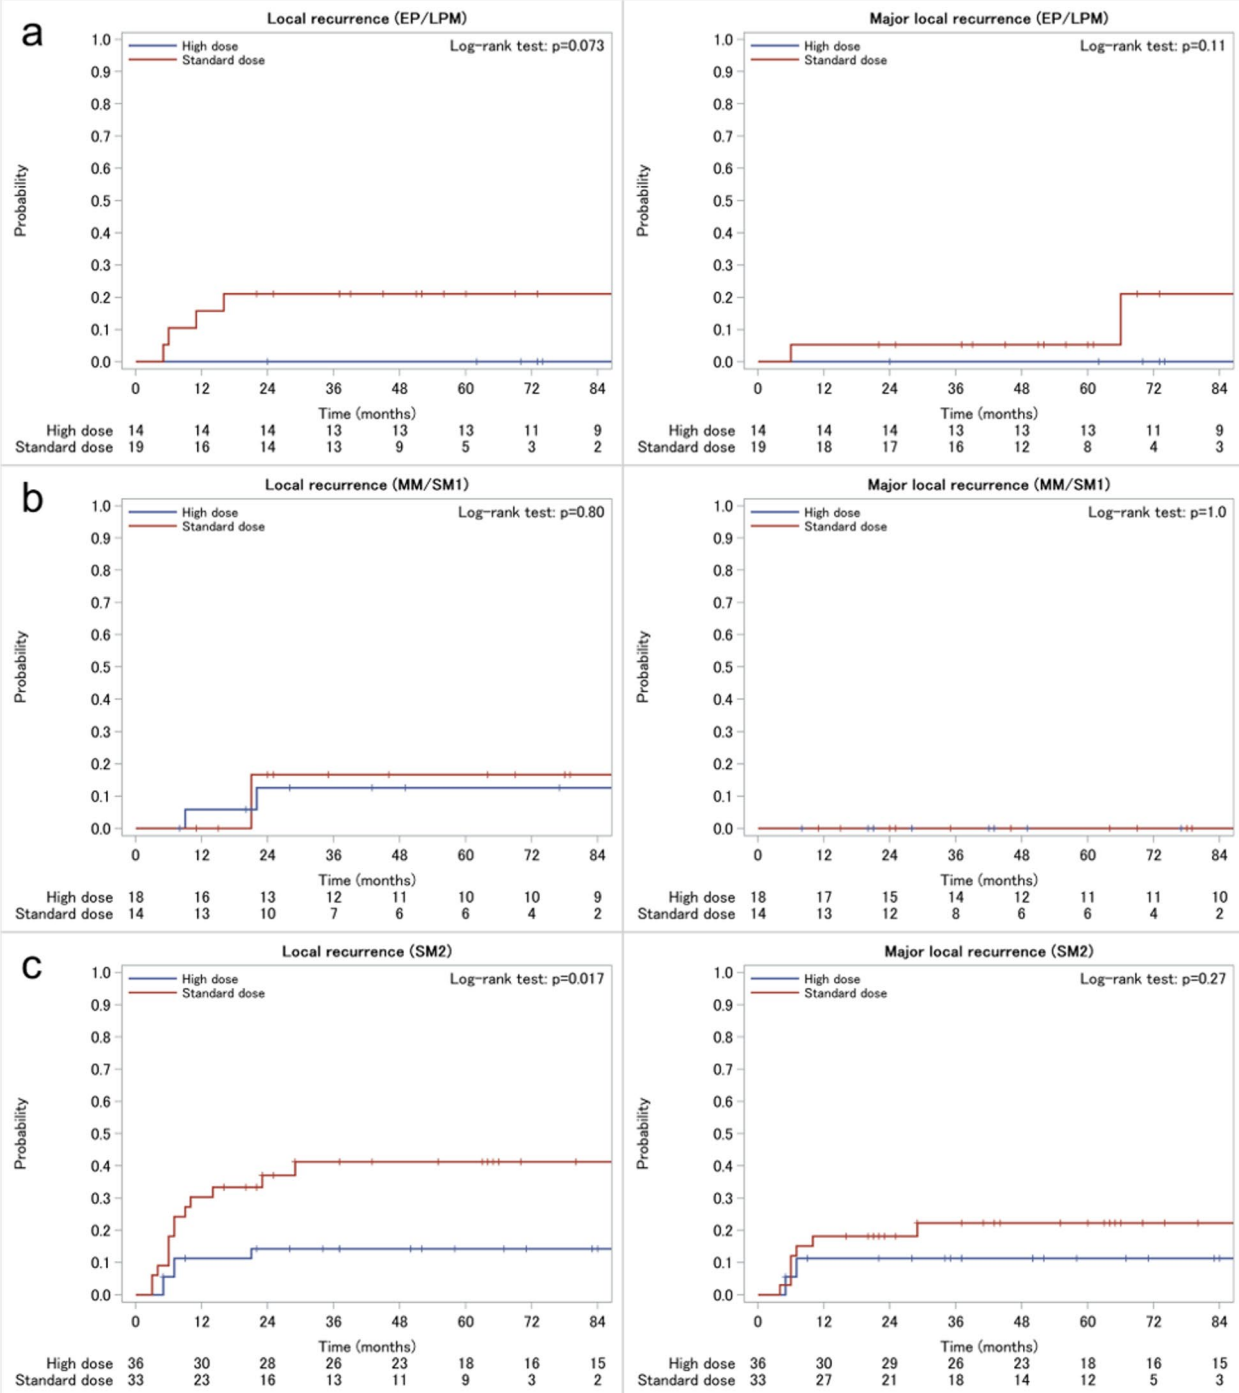 a
Local recurrence (EP/LPM)
High dose
Standard dose
Log-rank test: p=0.073
Probability
1.0
0.9
0.8
0.7
0.6
0.5
0.4
0.3
0.2
0.1
0.0
0 12 24 36 48 60 72 84
Time (months)
High dose 14 14 14 13 13 13 11 9
Standard dose 19 16 14 13 9 5 3 2
Major local recurrence (EP/LPM)
High dose
Standard dose
Log-rank test: p=0.11
Probability
1.0
0.9
0.8
0.7
0.6
0.5
0.4
0.3
0.2
0.1
0.0
0 12 24 36 48 60 72 84
Time (months)
High dose 14 14 14 13 13 13 11 9
Standard dose 19 18 17 16 12 8 4 3
b
Local recurrence (MM/SM1)
High dose
Standard dose
Log-rank test: p=0.80
Probability
1.0
0.9
0.8
0.7
0.6
0.5
0.4
0.3
0.2
0.1
0.0
0 12 24 36 48 60 72 84
Time (months)
High dose 18 16 13 12 11 10 10 9
Standard dose 14 13 10 7 6 6 4 2
Major local recurrence (MM/SM1)
High dose
Standard dose
Log-rank test: p=1.0
Probability
1.0
0.9
0.8
0.7
0.6
0.5
0.4
0.3
0.2
0.1
0.0
0 12 24 36 48 60 72 84
Time (months)
High dose 18 17 15 14 12 11 11 10
Standard dose 14 13 12 8 6 6 4 2
c
Local recurrence (SM2)
High dose
Standard dose
Log-rank test: p=0.017
Probability
1.0
0.9
0.8
0.7
0.6
0.5
0.4
0.3
0.2
0.1
0.0
0 12 24 36 48 60 72 84
Time (months)
High dose 36 30 28 26 23 18 16 15
Standard dose 33 23 16 13 11 9 3 2
Major local recurrence (SM2)
High dose
Standard dose
Log-rank test: p=0.27
Probability
1.0
0.9
0.8
0.7
0.6
0.5
0.4
0.3
0.2
0.1
0.0
0 12 24 36 48 60 72 84
Time (months)
High dose 36 30 29 26 23 18 16 15
Standard dose 33 27 21 18 14 12 5 3